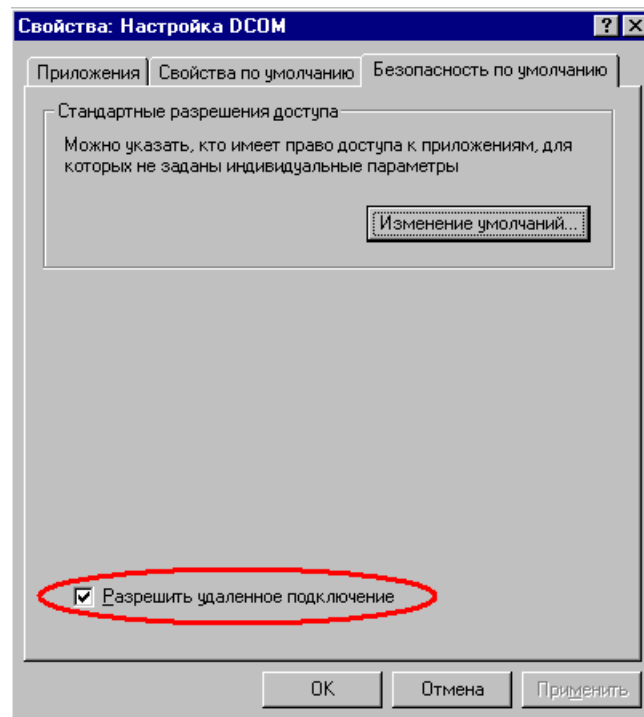 Свойства: Настройка DCOM
Приложения Свойства по умолчанию Безопасность по умолчанию
Стандартные разрешения доступа
Можно указать, кто имеет право доступа к приложениям, для
которых не заданы индивидуальные параметры
Изменение умолчаний...
Разрешить удаленное подключение
OK Отмена Применить